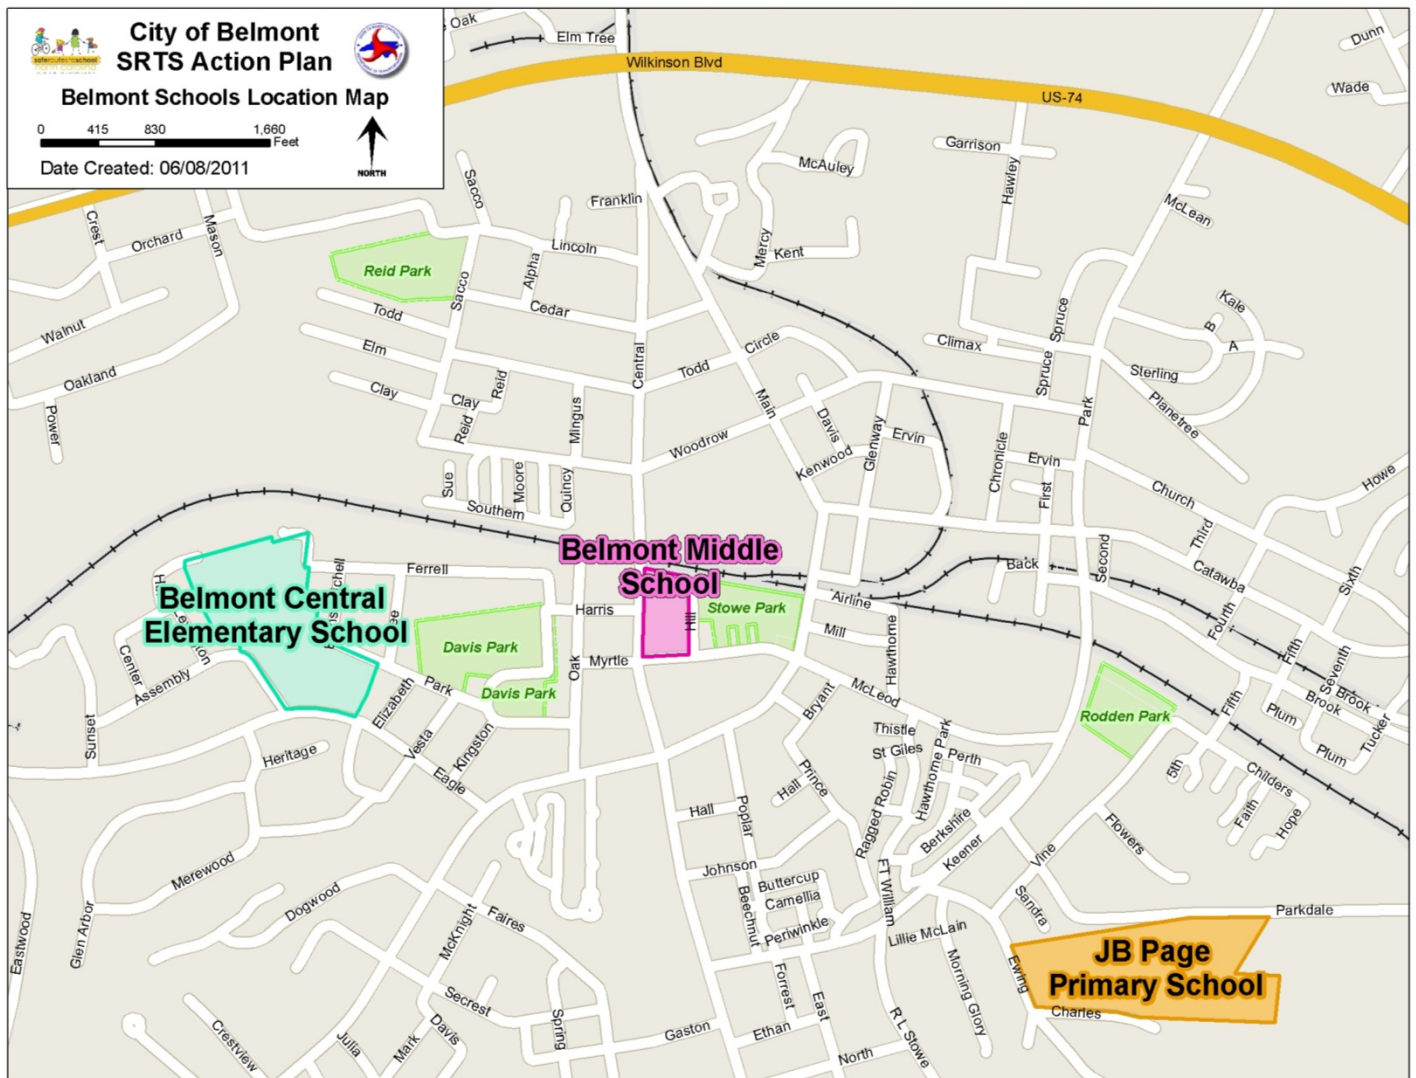 City of Belmont
SRTS Action Plan
Belmont Schools Location Map
0 415 830 1,660
Feet
Date Created: 06/08/2011
NORTH
saferoutestoschool
Oak
Elm Tree
Wilkinson Blvd
US-74
Dunn
Wade
Garrison
Hawley
McAuley
McLean
Sacco
Franklin
Crest
Orchard
Mason
Lincoln
Alpha
Mercy
Kent
Reid Park
Sacco
Cedar
Todd
Walnut
Elm
Oakland
Clay
Clay
Reid
Reid
Power
Mingus
Central
Todd
Circle
Main
Woodrow
Davis
Kenwood
Glenway
Ervin
Climax
Spruce
Spruce
Kale
B
A
Sterling
Planetree
Park
Chronicle
Ervin
First
Church
Howe
Third
Sue
Moore
Quincy
Southern
Belmont Middle
School
Stowe Park
Hill
Airline
Mill
Hawthorne
Back
Second
Catawba
Sixth
Fourth
Fifth
Seventh
Brook
Brook
Plum
Plum
Tucker
Fifth
5th
Childers
Faith
Hope
Rodden Park
Flowers
Ferrell
Harris
Myrtle
Oak
Belmont Central
Elementary School
Center
Assembly
Sunset
Davis Park
Davis Park
Park
Elizabeth
Vesta
Kingston
Eagle
Heritage
Merewood
Glen Arbor
Eastwood
Dogwood
McKnight
Faires
Secrest
Davis
Mark
Julia
Crestview
Spring
Gaston
McLeod
Bryant
Thistle
St Giles
Perth
Hawthorne Park
Ragged Robin
Berkshire
Keener
Prince
Hall
Hall
Poplar
Johnson
Buttercup
Camellia
Periwinkle
Beechnut
Forrest
East
Ethan
North
FT William
R L Stowe
Lillie McLain
Morning Glory
Vine
Sandra
Ewing
Charles
Parkdale
JB Page
Primary School